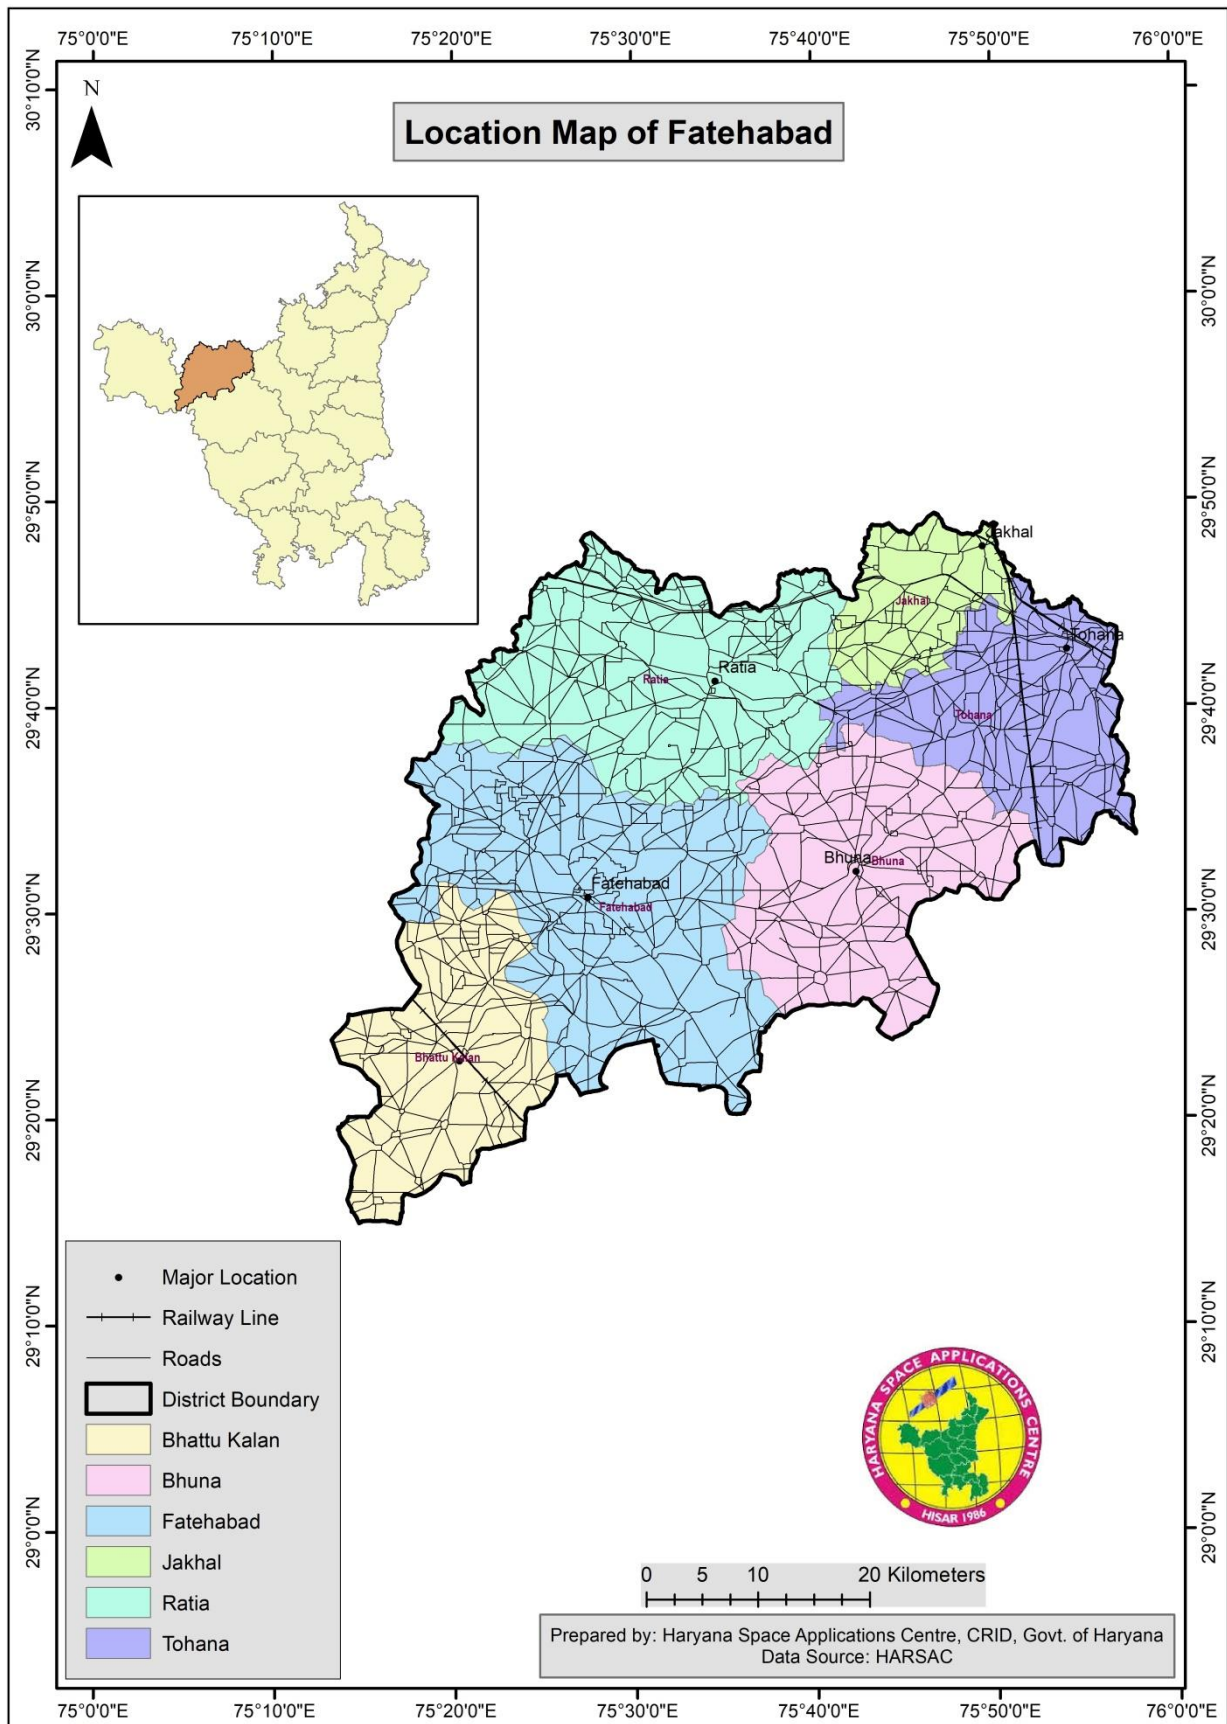 75°0'0"E 75°10'0"E 75°20'0"E 75°30'0"E 75°40'0"E 75°50'0"E 76°0'0"E
N
Location Map of Fatehabad
30°10'0"N
30°0'0"N 30°0'0"N
29°50'0"N 29°50'0"N
Jakhal
Jakhal
Tohana
Ratia
Ratia
29°40'0"N 29°40'0"N
Tohana
Bhuna
Bhuna
Fatehabad
Fatehabad
29°30'0"N 29°30'0"N
Bhattu Kalan
29°20'0"N 29°20'0"N
Major Location
Railway Line
Roads
District Boundary
Bhattu Kalan
Bhuna
Fatehabad
Jakhal
Ratia
Tohana
29°10'0"N 29°10'0"N
29°0'0"N 29°0'0"N
HARYANA SPACE APPLICATIONS CENTRE
HISAR 1986
0 5 10 20 Kilometers
Prepared by: Haryana Space Applications Centre, CRID, Govt. of Haryana
Data Source: HARSAC
75°0'0"E 75°10'0"E 75°20'0"E 75°30'0"E 75°40'0"E 75°50'0"E 76°0'0"E